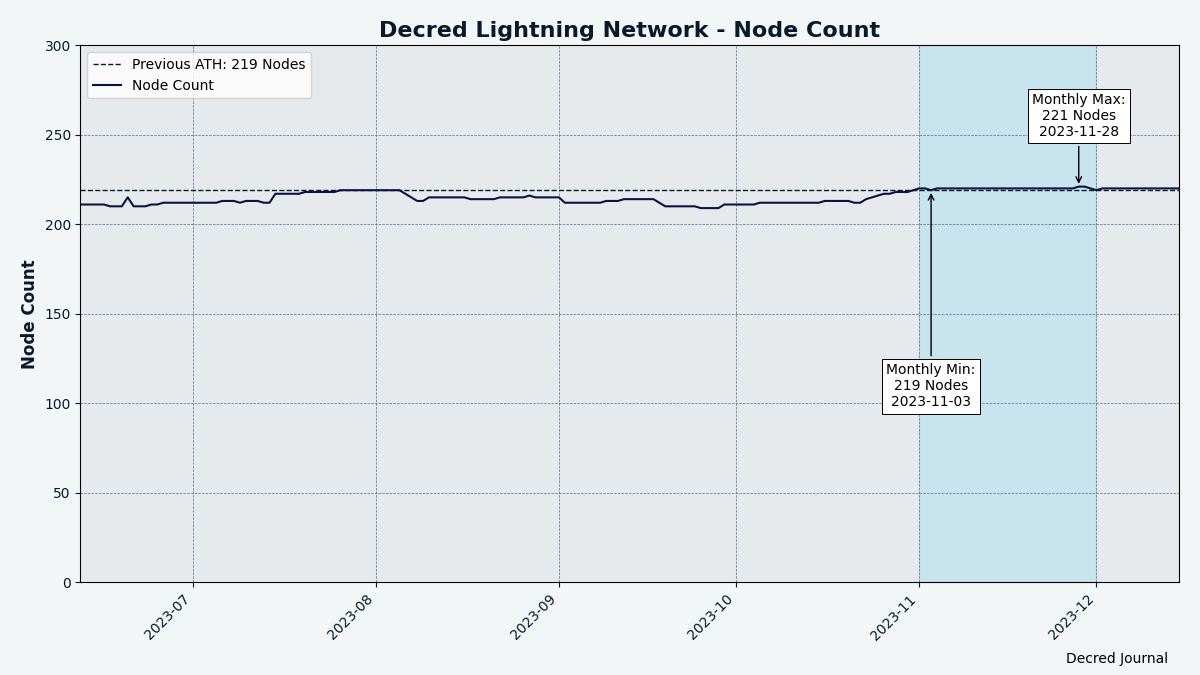 Decred Lightning Network - Node Count
Previous ATH: 219 Nodes
Node Count
Monthly Max:
221 Nodes
2023-11-28
Monthly Min:
219 Nodes
2023-11-03
Node Count
300
250
200
150
100
50
0
2023-07
2023-08
2023-09
2023-10
2023-11
2023-12
Decred Journal